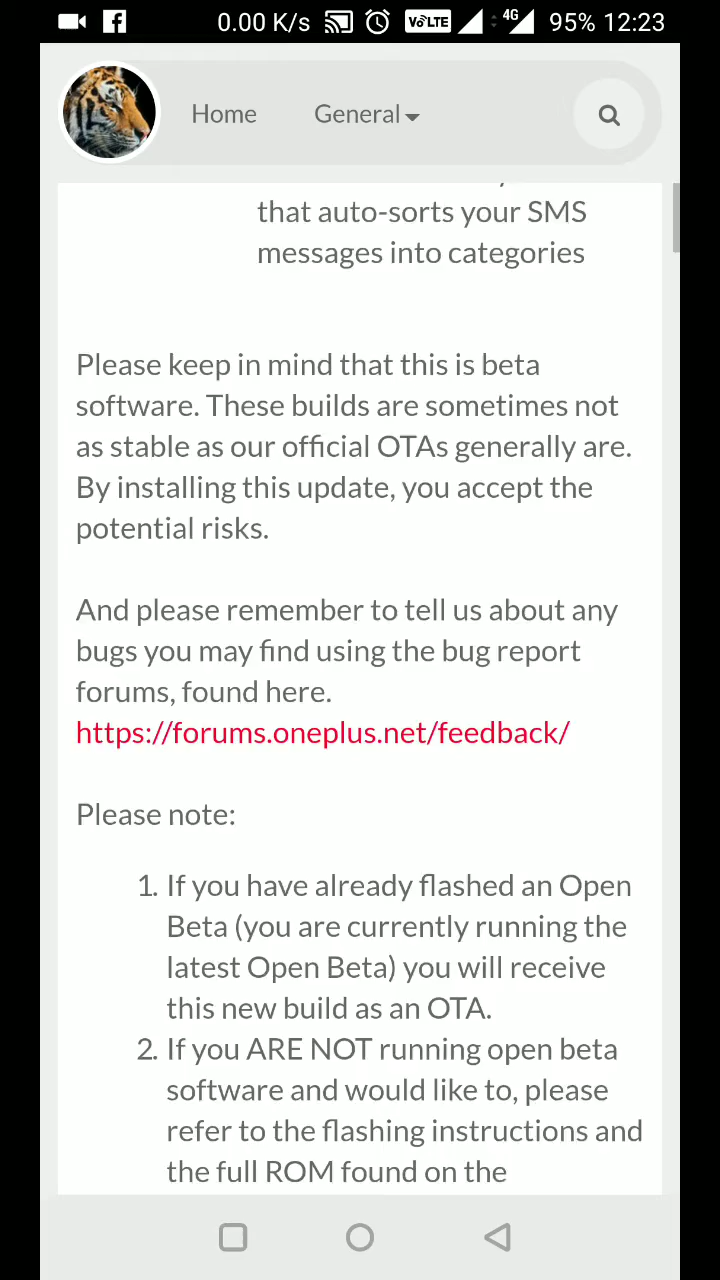 0.00 K/s VoLTE 4G 95% 12:23
Home General
that auto-sorts your SMS
messages into categories
Please keep in mind that this is beta
software. These builds are sometimes not
as stable as our official OTAs generally are.
By installing this update, you accept the
potential risks.
And please remember to tell us about any
bugs you may find using the bug report
forums, found here.
https://forums.oneplus.net/feedback/
Please note:
1. If you have already flashed an Open
Beta (you are currently running the
latest Open Beta) you will receive
this new build as an OTA.
2. If you ARE NOT running open beta
software and would like to, please
refer to the flashing instructions and
the full ROM found on the